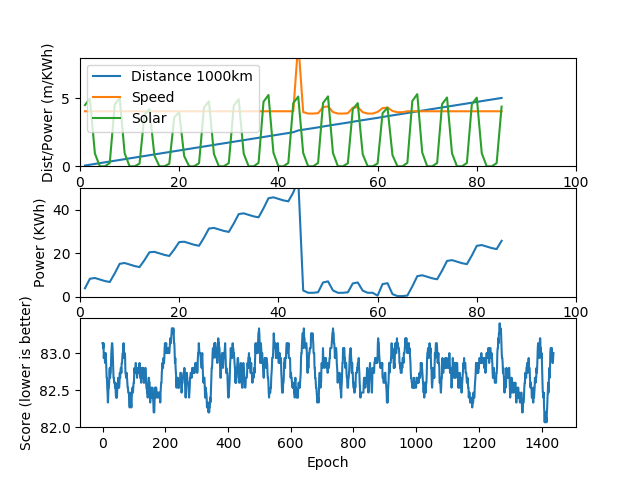 Dist/Power (m/KWh)
5
0
Distance 1000km
Speed
Solar
0 20 40 60 80 100
Power (KWh)
40
20
0
0 20 40 60 80 100
Score (lower is better)
83.0
82.5
82.0
0 200 400 600 800 1000 1200 1400
Epoch